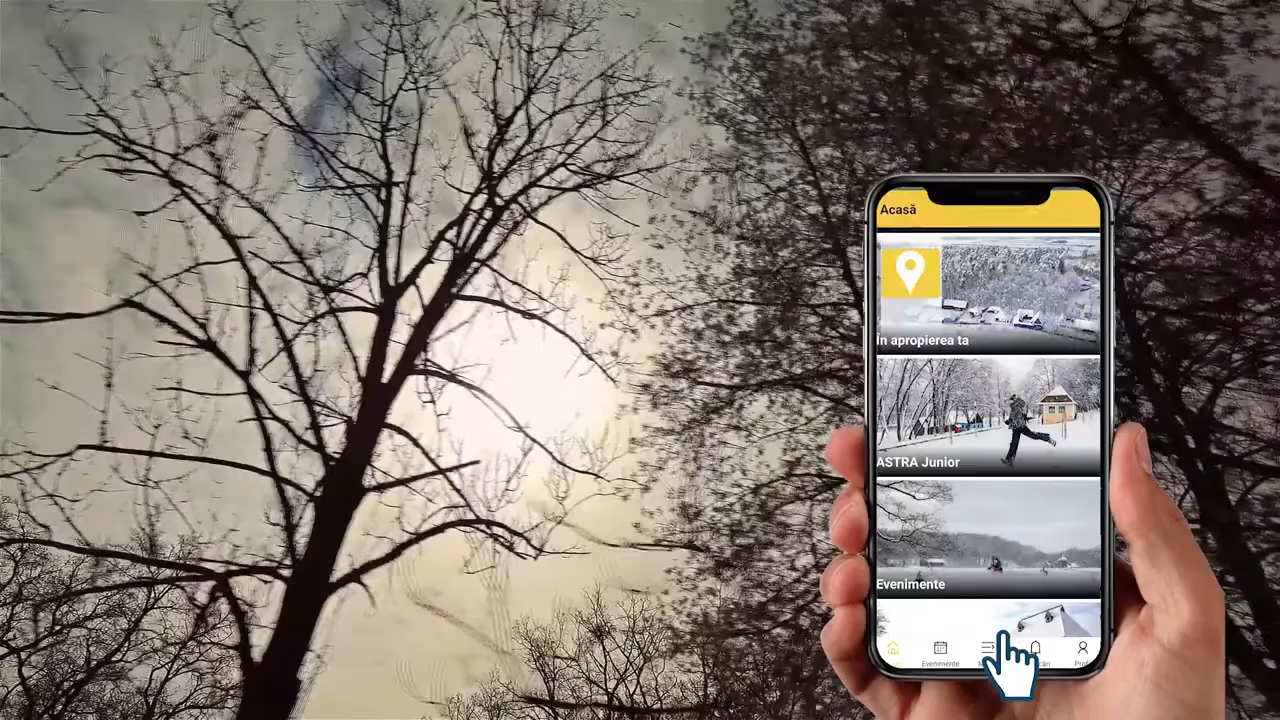 Acasă
În apropierea ta
ASTRA Junior
Evenimente
Evenimente